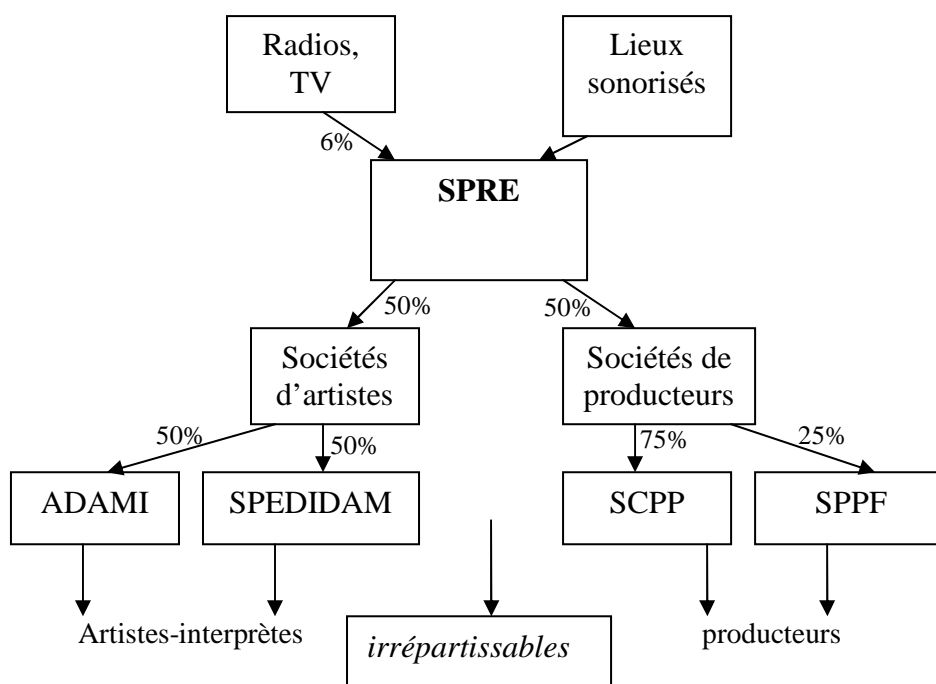 Radios,
TV
Lieux
sonorisés
6%
SPRE
50%
50%
Sociétés
d’artistes
Sociétés de
producteurs
50%
50%
75%
25%
ADAMI
SPEDIDAM
SCPP
SPPF
Artistes-interprètes
irrépartissables
producteurs